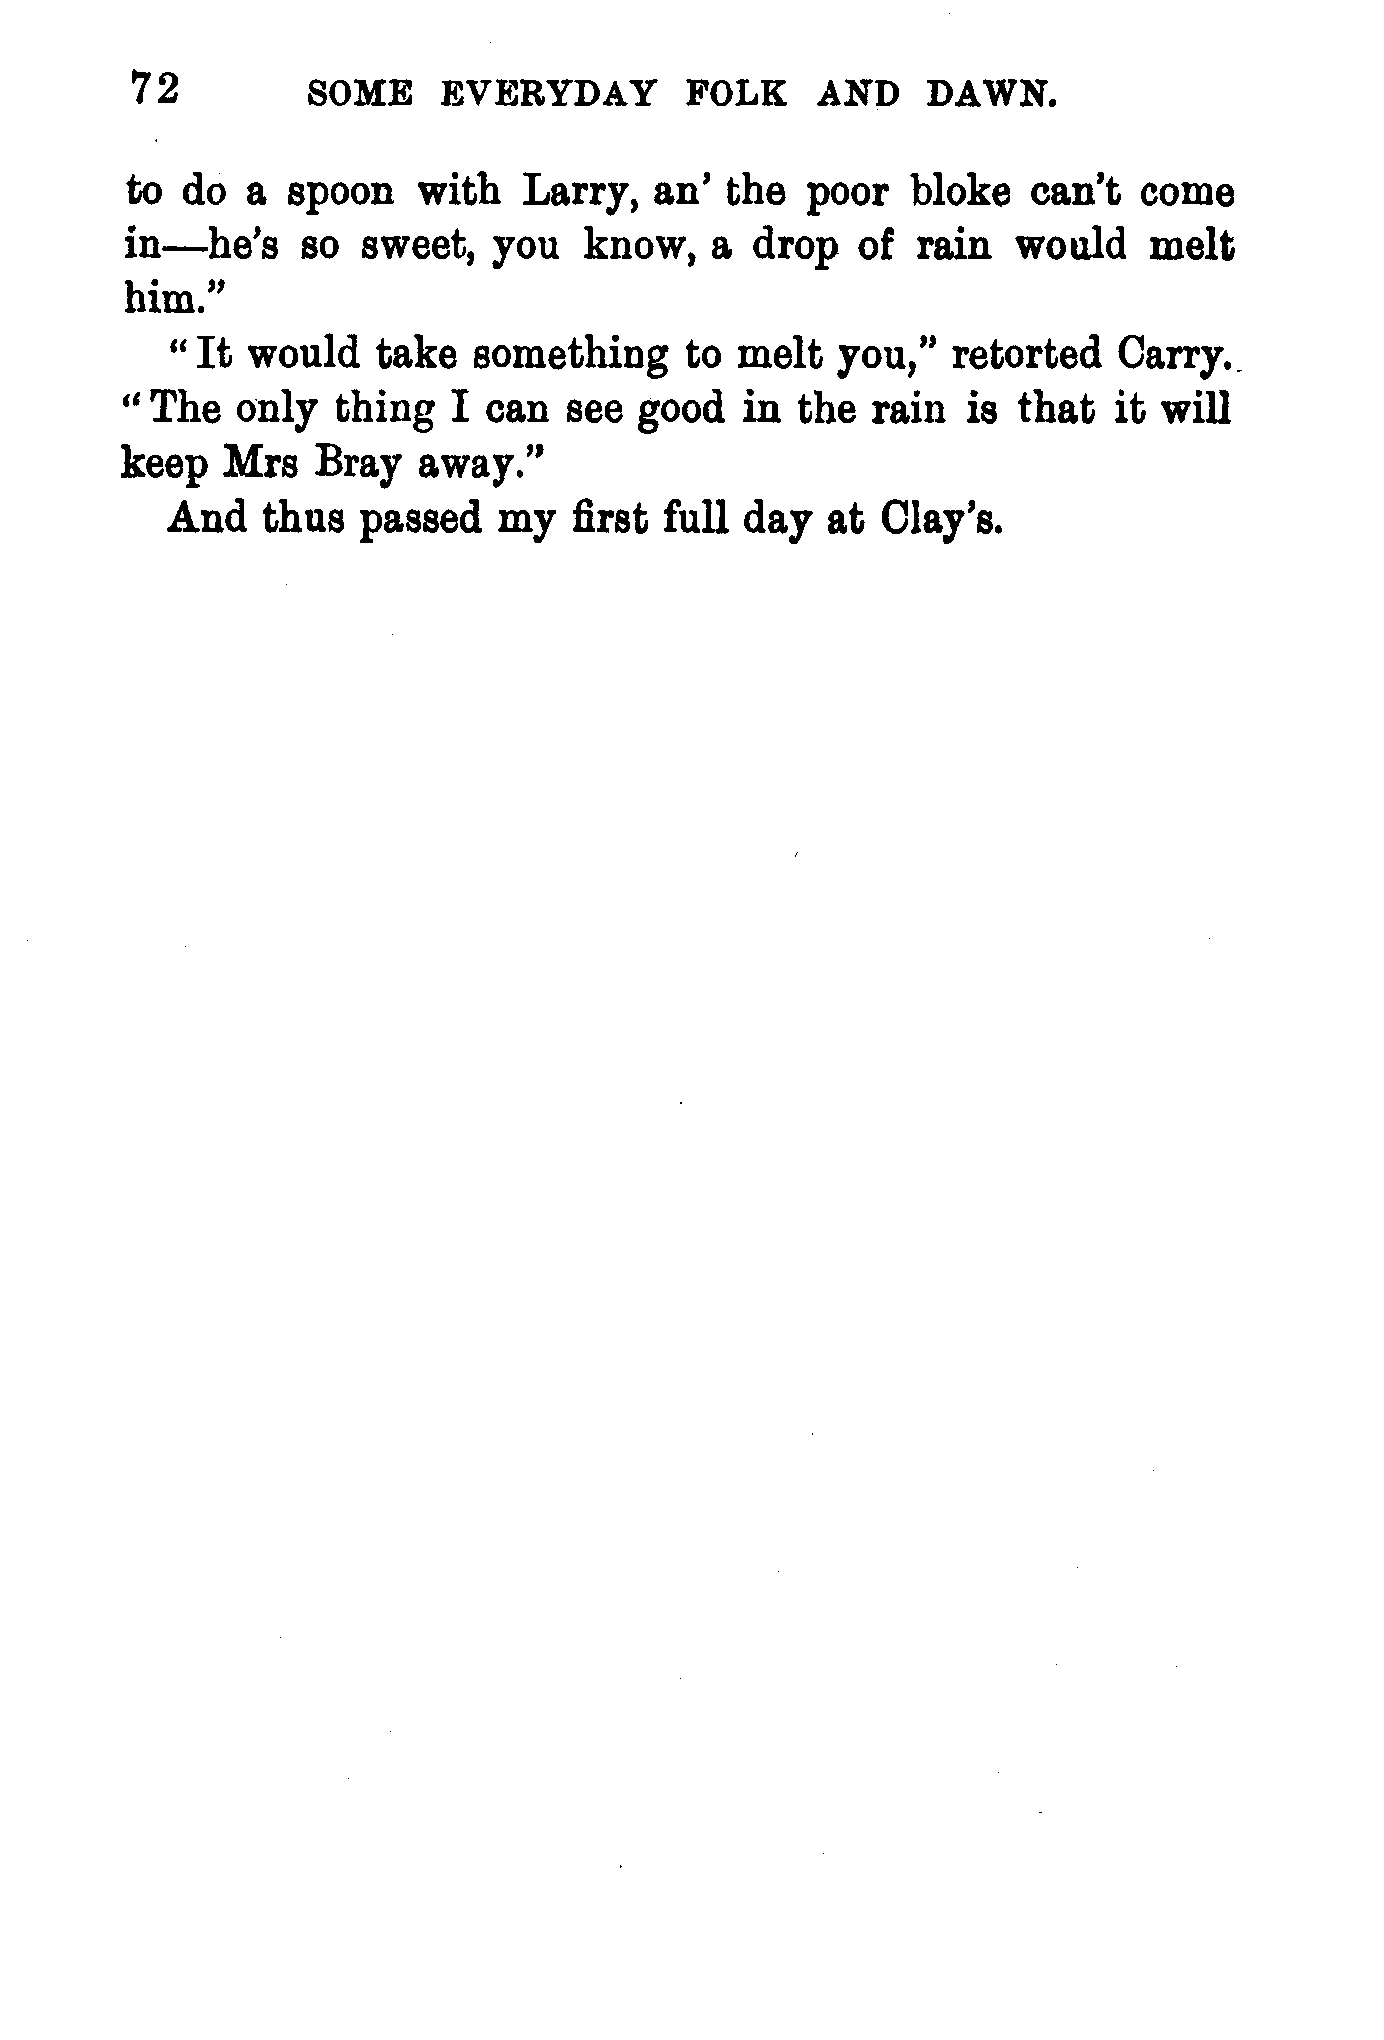 72 SOME EVERYDAY FOLK AND DAWN.
to do a spoon with Larry, an’ the poor bloke can’t come
in—he’s so sweet, you know, a drop of rain would melt
him.”
“It would take something to melt you,” retorted Carry.
“The only thing I can see good in the rain is that it will
keep Mrs Bray away.”
And thus passed my first full day at Clay’s.